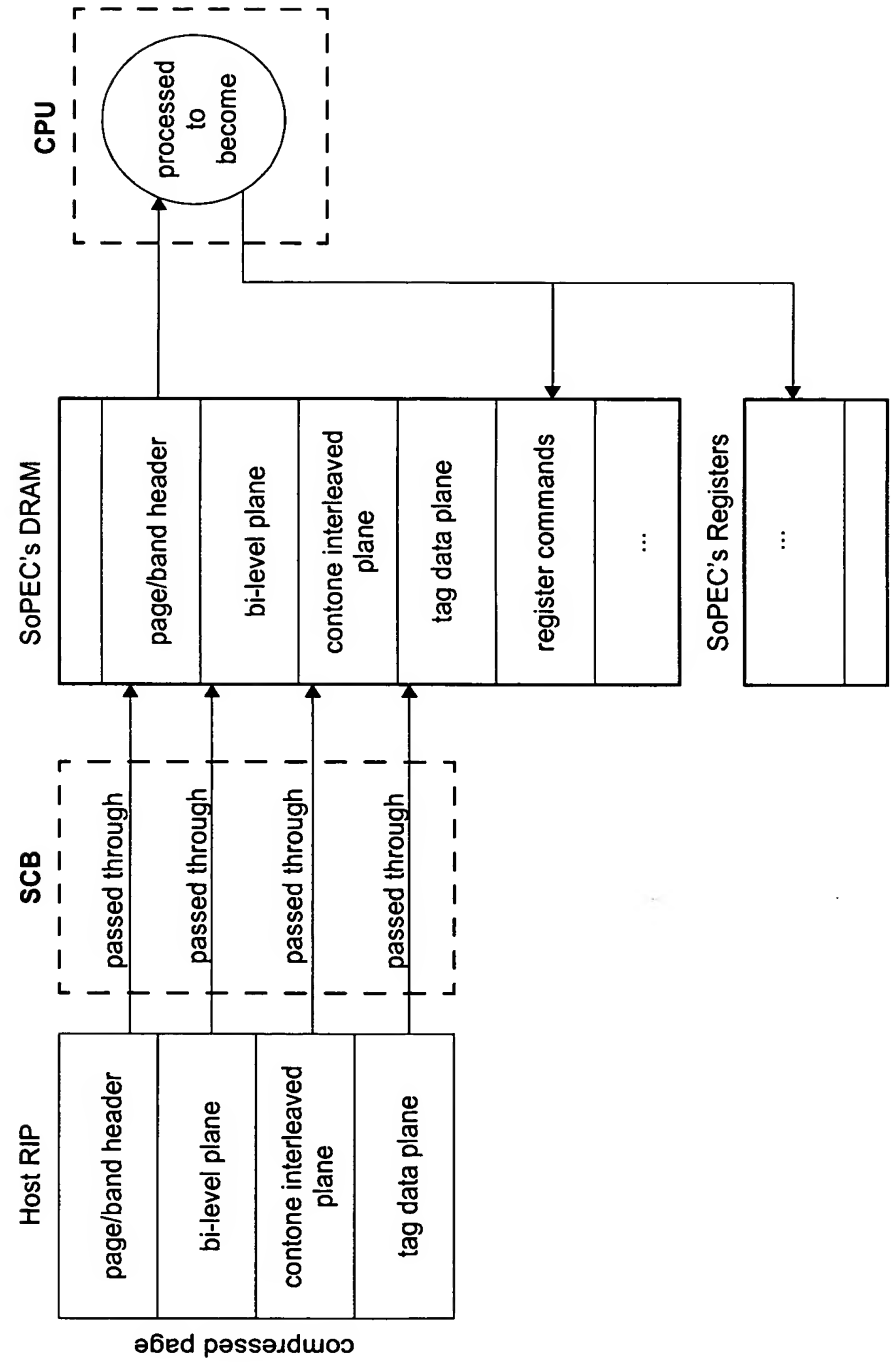 compressed page
Host RIP
page/band header
bi-level plane
contone interleaved
plane
tag data plane
SCB
passed through
passed through
passed through
passed through
SoPEC's DRAM
page/band header
bi-level plane
contone interleaved
plane
tag data plane
register commands
...
SoPEC's Registers
...
CPU
processed
to
become